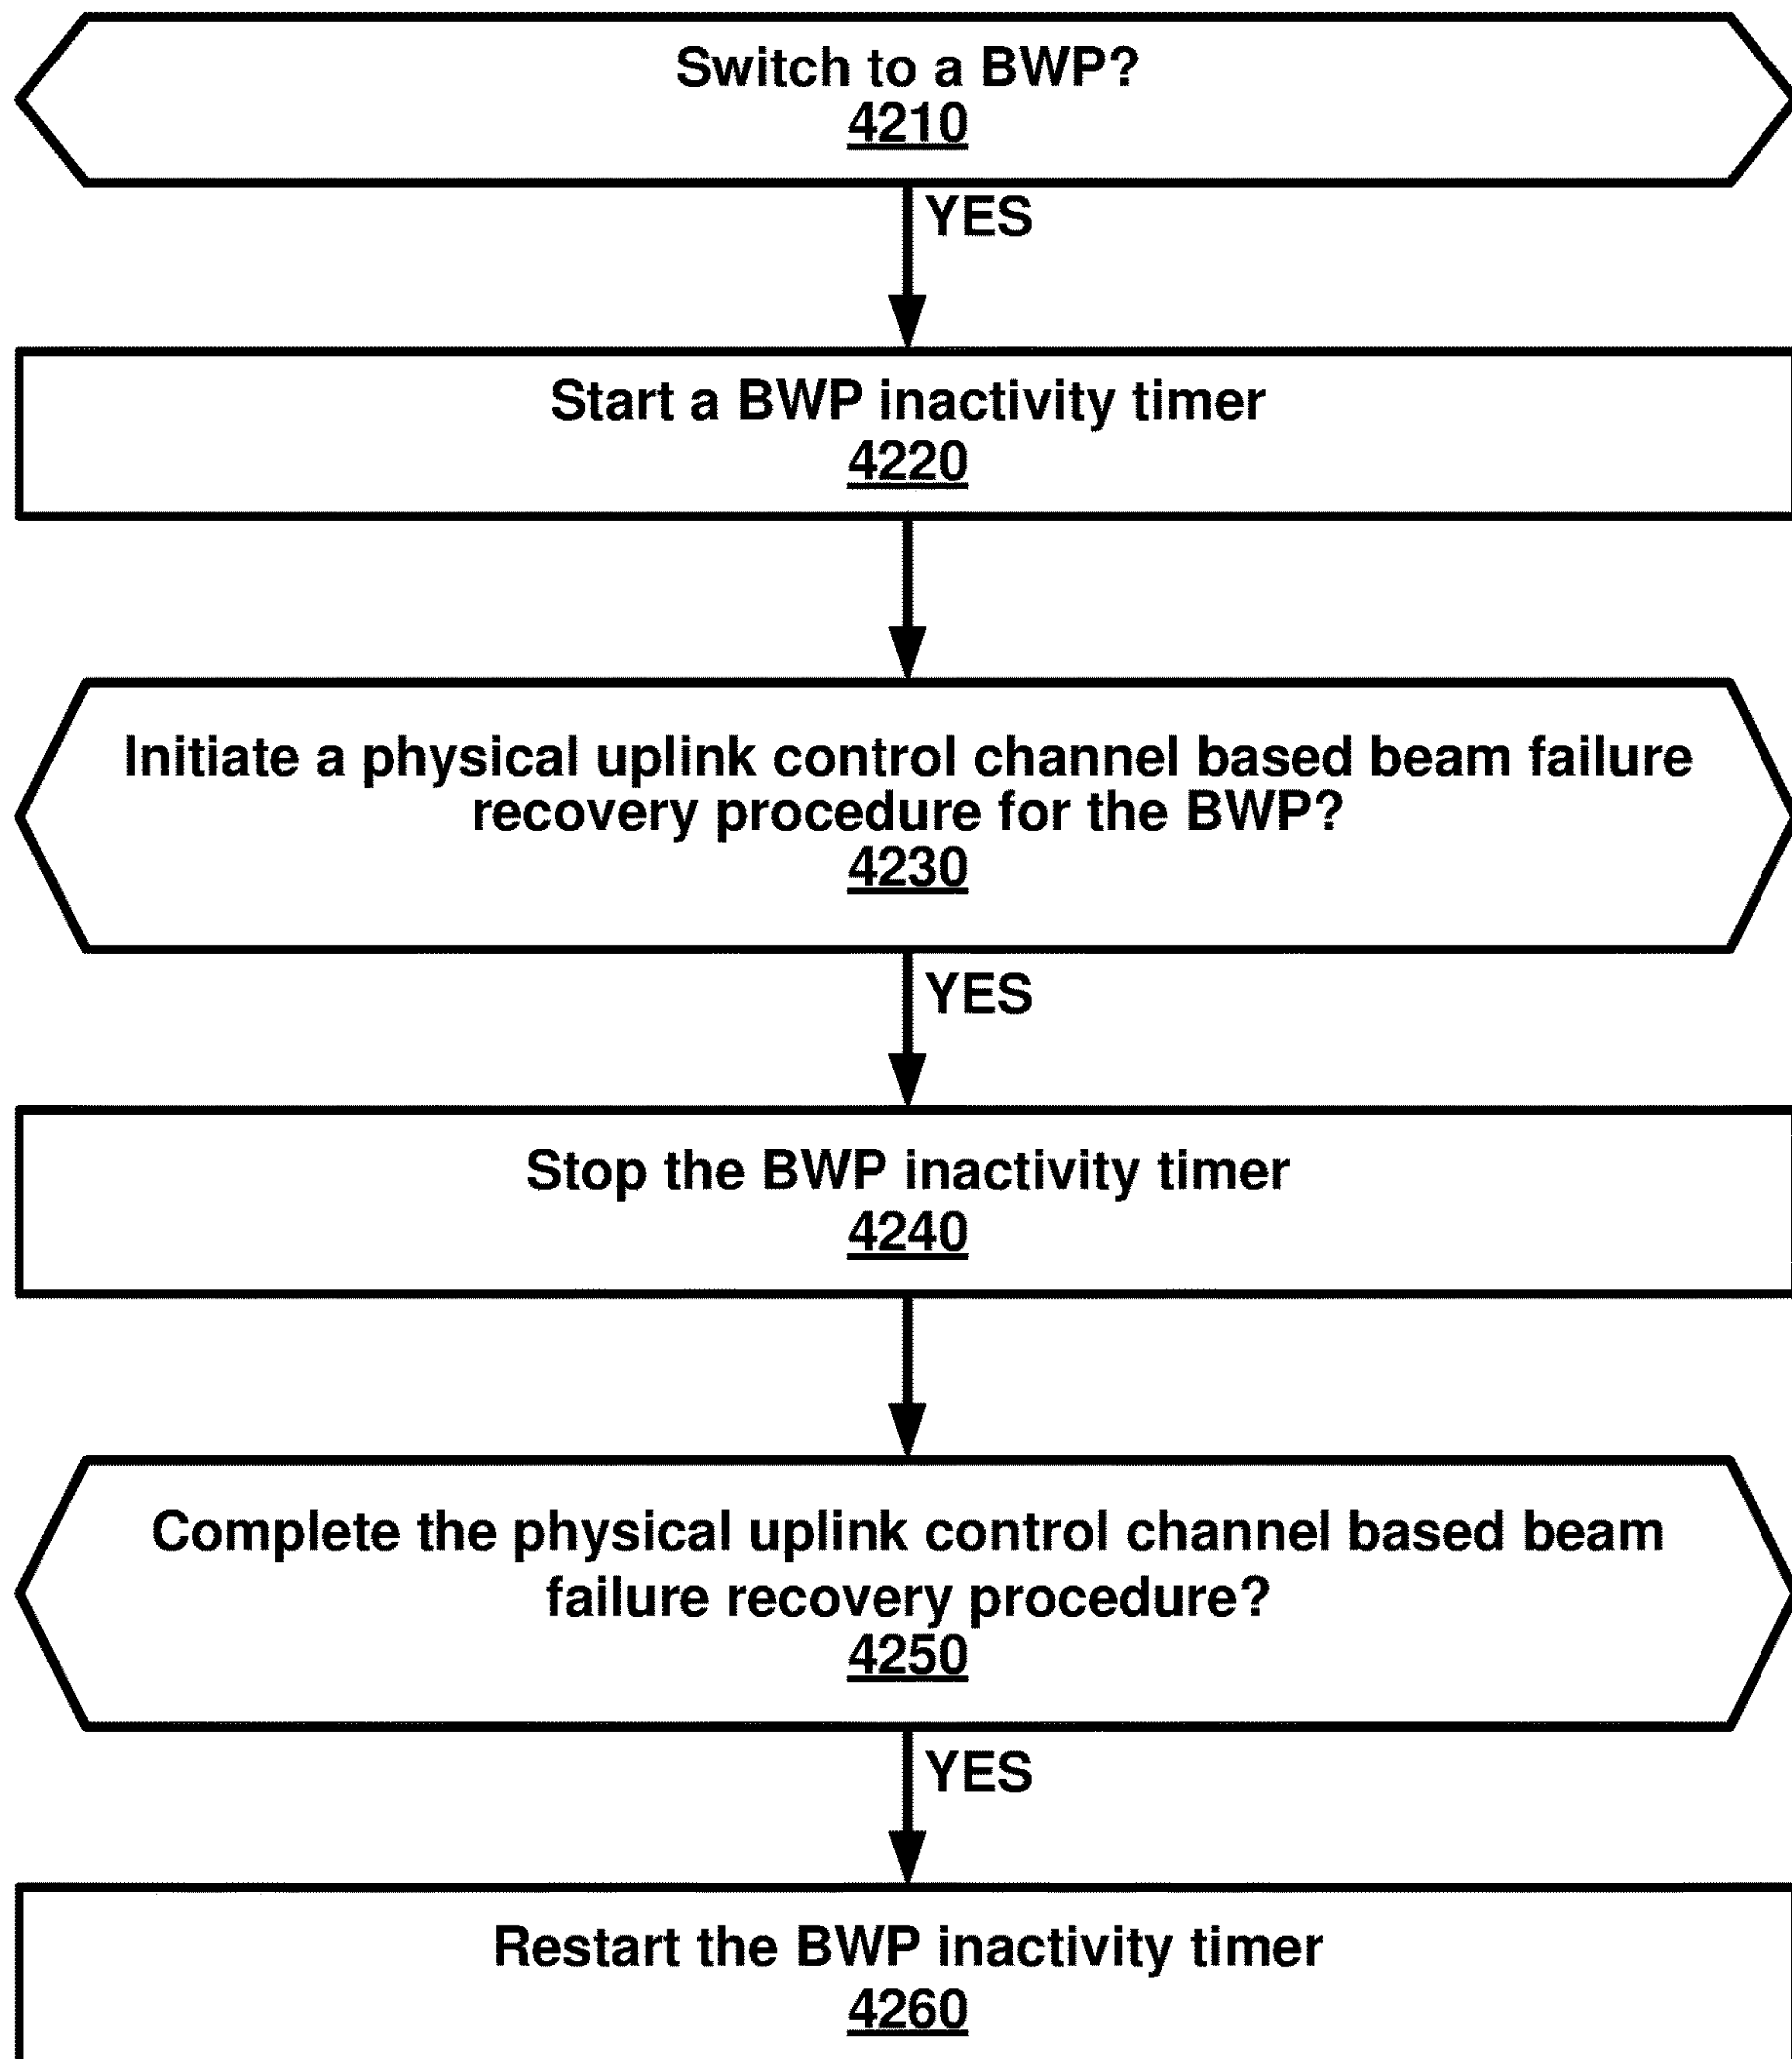 Switch to a BWP?
4210
YES
Start a BWP inactivity timer
4220
Initiate a physical uplink control channel based beam failure
recovery procedure for the BWP?
4230
YES
Stop the BWP inactivity timer
4240
Complete the physical uplink control channel based beam
failure recovery procedure?
4250
YES
Restart the BWP inactivity timer
4260